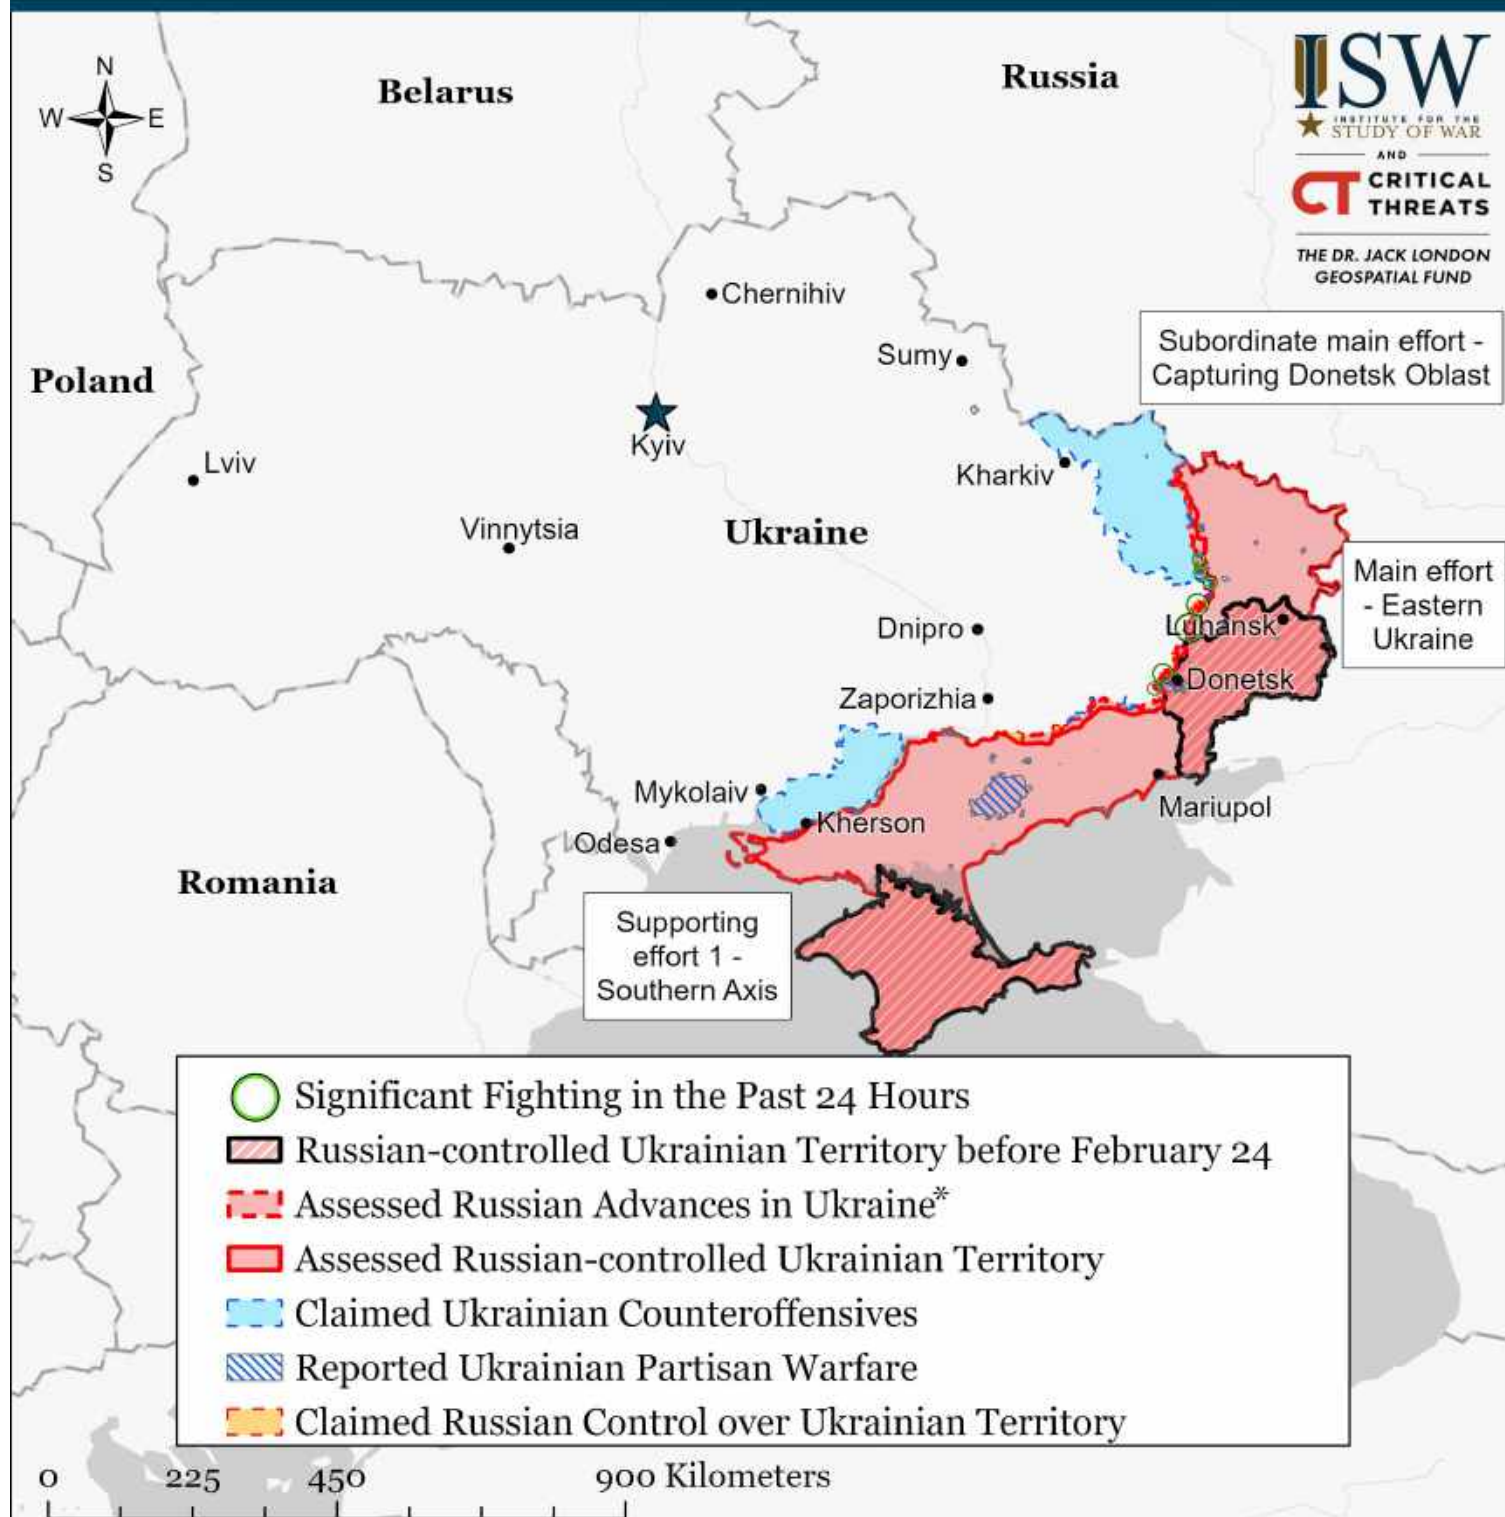 N
W E
S
Belarus
Russia
ISW
INSTITUTE FOR THE
STUDY OF WAR
AND
CT CRITICAL
THREATS
THE DR. JACK LONDON
GEOSPATIAL FUND
Chernihiv
Subordinate main effort -
Capturing Donetsk Oblast
Sumy
Poland
Kyiv
Lviv
Kharkiv
Vinnytsia
Ukraine
Main effort
- Eastern
Ukraine
Dnipro
Luhansk
Donetsk
Zaporizhia
Mykolaiv
Mariupol
Kherson
Odesa
Romania
Supporting
effort 1 -
Southern Axis
Significant Fighting in the Past 24 Hours
Russian-controlled Ukrainian Territory before February 24
Assessed Russian Advances in Ukraine*
Assessed Russian-controlled Ukrainian Territory
Claimed Ukrainian Counteroffensives
Reported Ukrainian Partisan Warfare
Claimed Russian Control over Ukrainian Territory
0 225 450 900 Kilometers